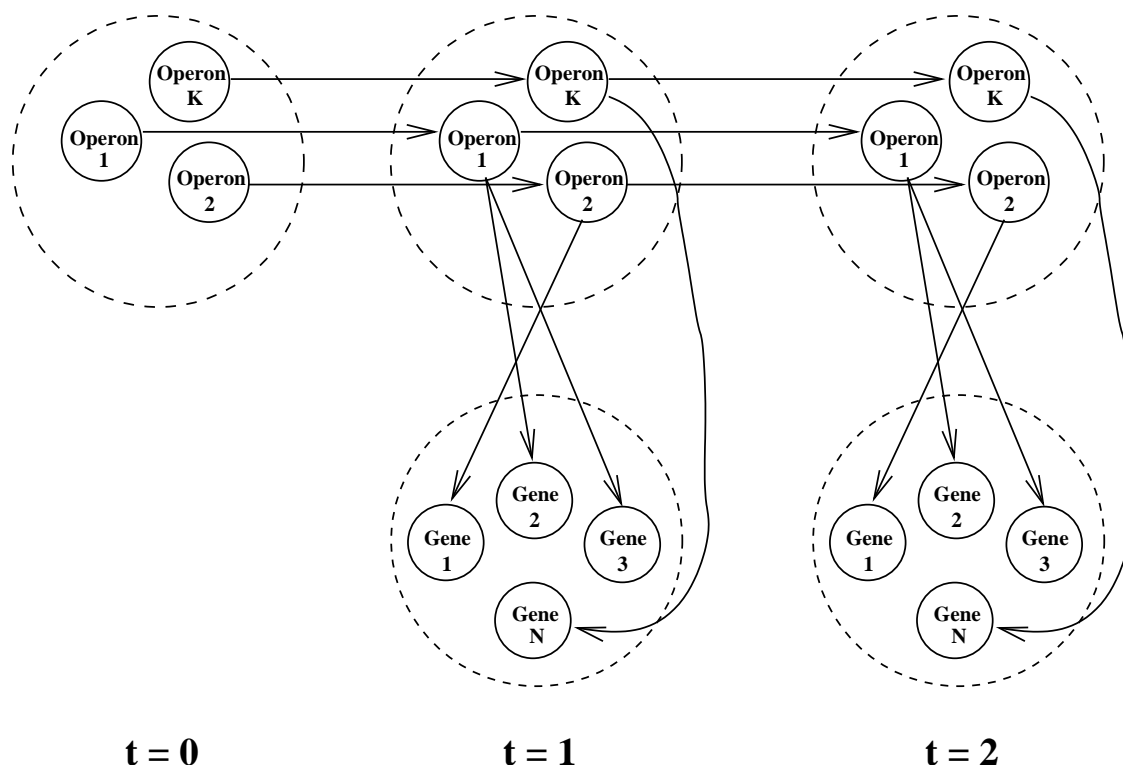 Operon
K
Operon
1
Operon
2
Operon
K
Operon
1
Operon
2
Operon
K
Operon
1
Operon
2
Gene
2
Gene
1
Gene
3
Gene
N
Gene
2
Gene
1
Gene
3
Gene
N
t = 0
t = 1
t = 2